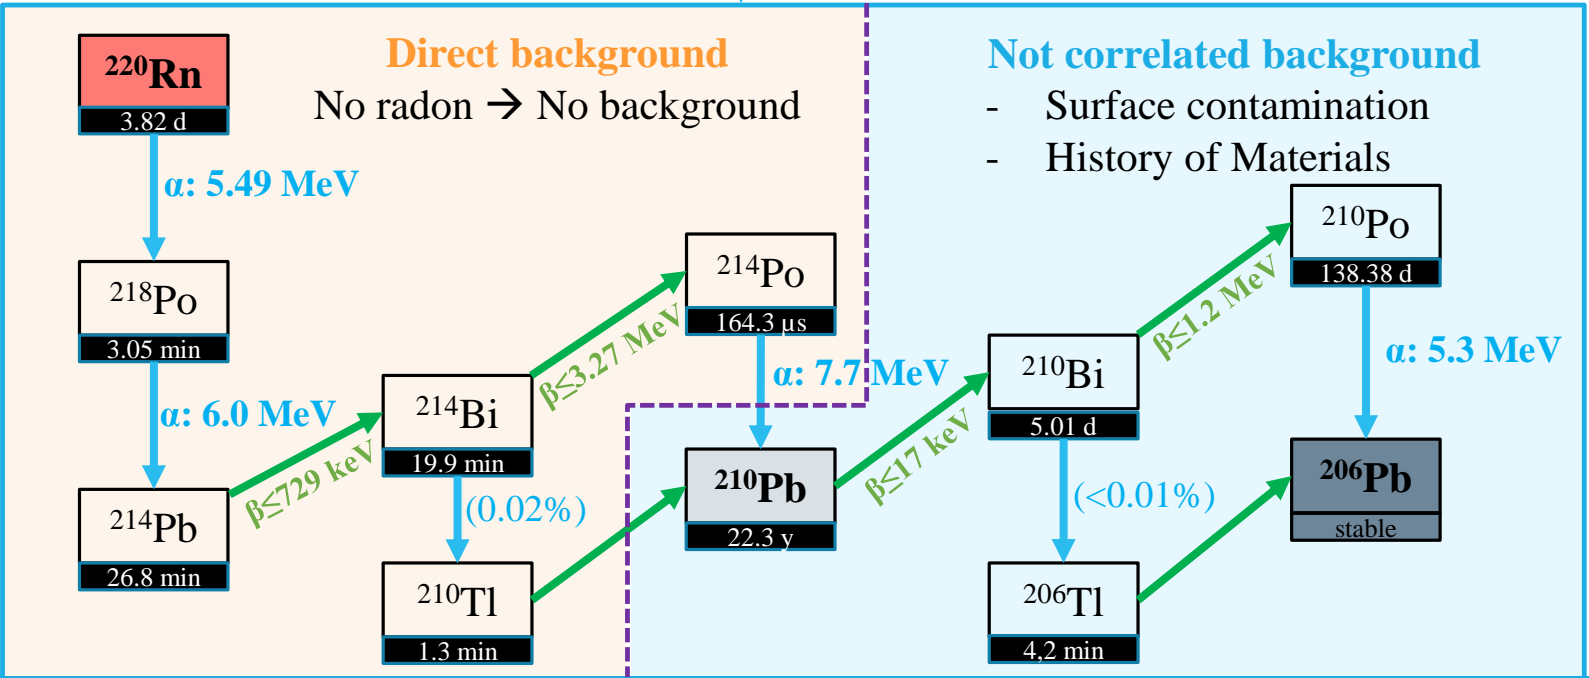 ²²⁰Rn
3.82 d
Direct background
No radon → No background
α: 5.49 MeV
²¹⁸Po
3.05 min
α: 6.0 MeV
²¹⁴Pb
26.8 min
β≤729 keV
²¹⁴Bi
19.9 min
(0.02%)
²¹⁰Tl
1.3 min
β≤3.27 MeV
²¹⁴Po
164.3 µs
α: 7.7 MeV
²¹⁰Pb
22.3 y
Not correlated background
- Surface contamination
- History of Materials
β≤17 keV
²¹⁰Bi
5.01 d
(<0.01%)
²⁰⁶Tl
4,2 min
β≤1.2 MeV
²¹⁰Po
138.38 d
α: 5.3 MeV
²⁰⁶Pb
stable